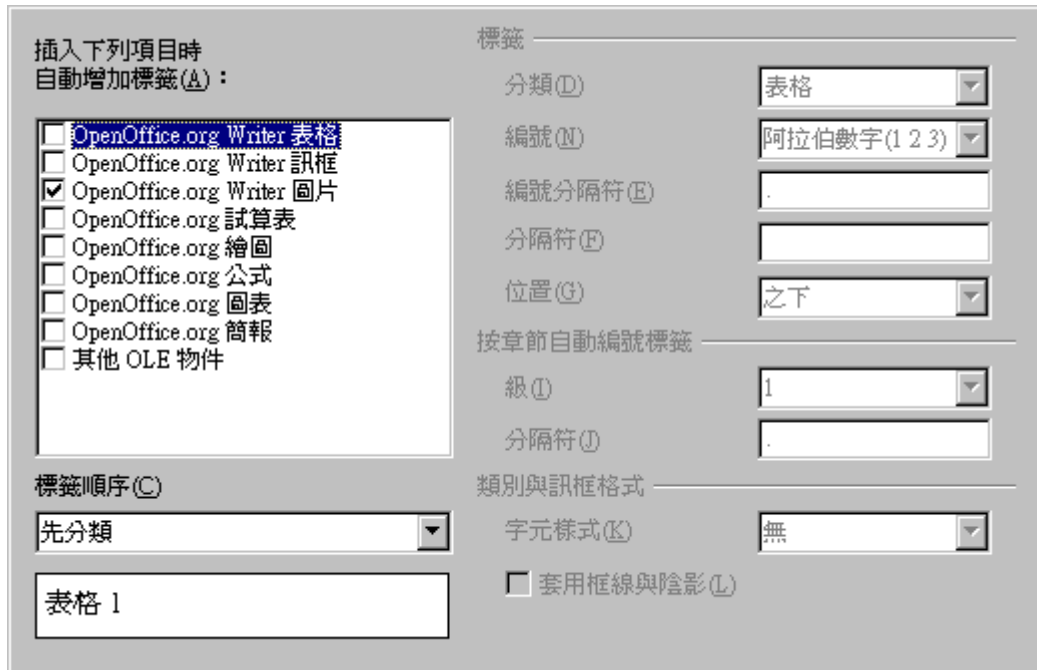 插入下列項目時
自動增加標籤(A)：
OpenOffice.org Writer 表格
OpenOffice.org Writer 訊框
OpenOffice.org Writer 圖片
OpenOffice.org 試算表
OpenOffice.org 繪圖
OpenOffice.org 公式
OpenOffice.org 圖表
OpenOffice.org 簡報
其他 OLE 物件
標籤順序(C)
先分類
表格 1
標籤
分類(D) 表格
編號(N) 阿拉伯數字(1 2 3)
編號分隔符(E) .
分隔符(F)
位置(G) 之下
按章節自動編號標籤
級(I) 1
分隔符(J) .
類別與訊框格式
字元樣式(K) 無
套用框線與陰影(L)